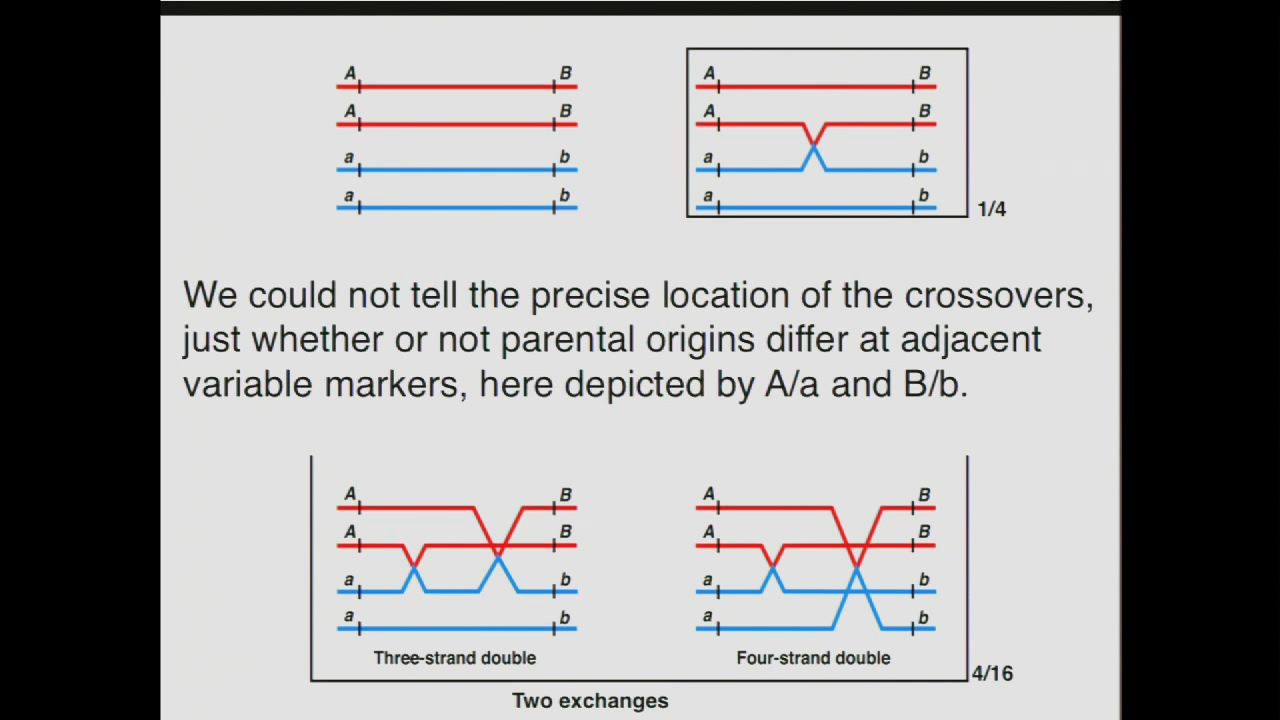 A B A B
A B A B
a b a b
a b a b
1/4
We could not tell the precise location of the crossovers,
just whether or not parental origins differ at adjacent
variable markers, here depicted by A/a and B/b.
A B A B
A B A B
a b a b
a b a b
Three-strand double Four-strand double
4/16
Two exchanges